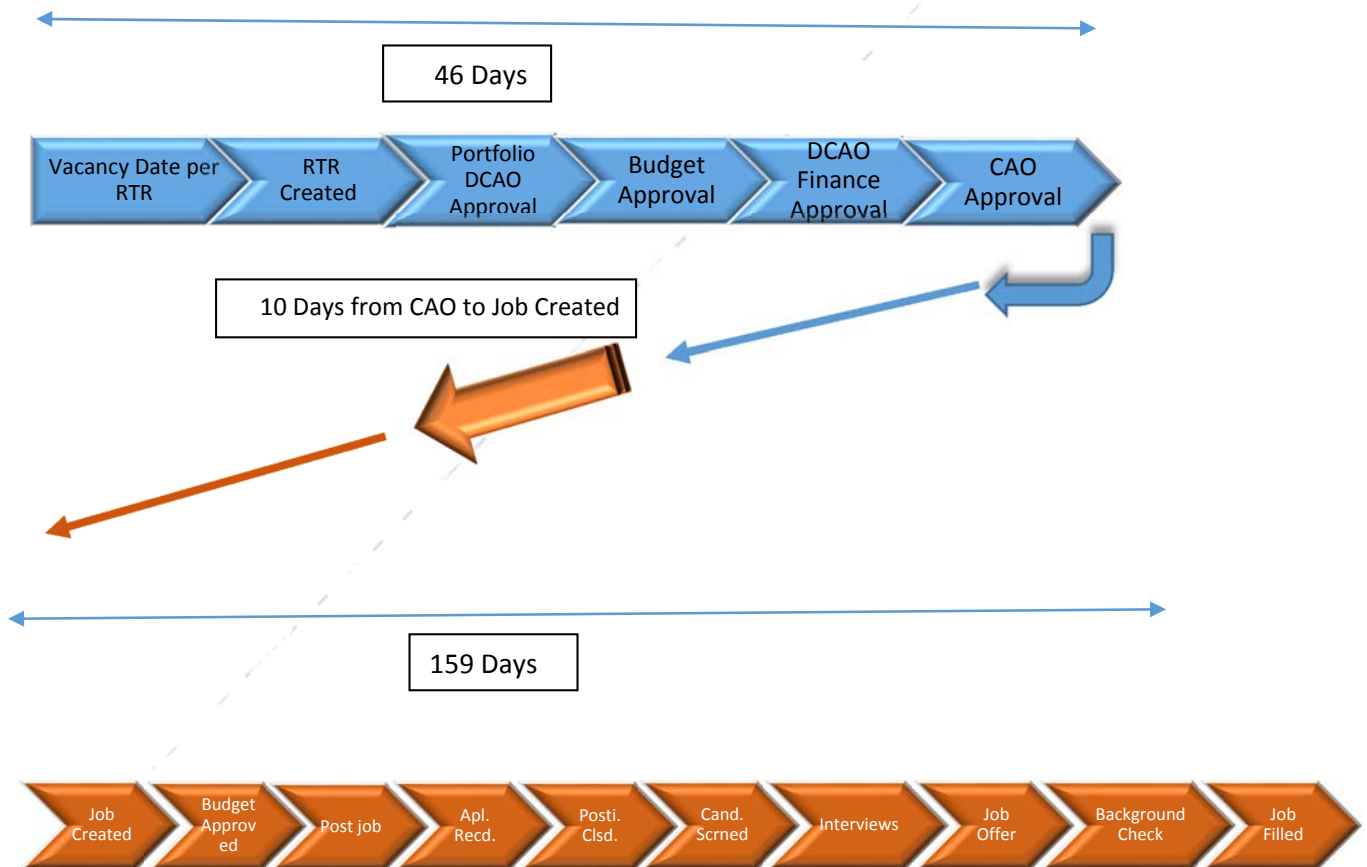 46 Days
Vacancy Date per
RTR
RTR
Created
Portfolio
DCAO
Approval
Budget
Approval
DCAO
Finance
Approval
CAO
Approval
10 Days from CAO to Job Created
159 Days
Job
Created
Budget
Approv
ed
Post job
Apl.
Recd.
Posti.
Clsd.
Cand.
Scrned
Interviews
Job
Offer
Background
Check
Job
Filled